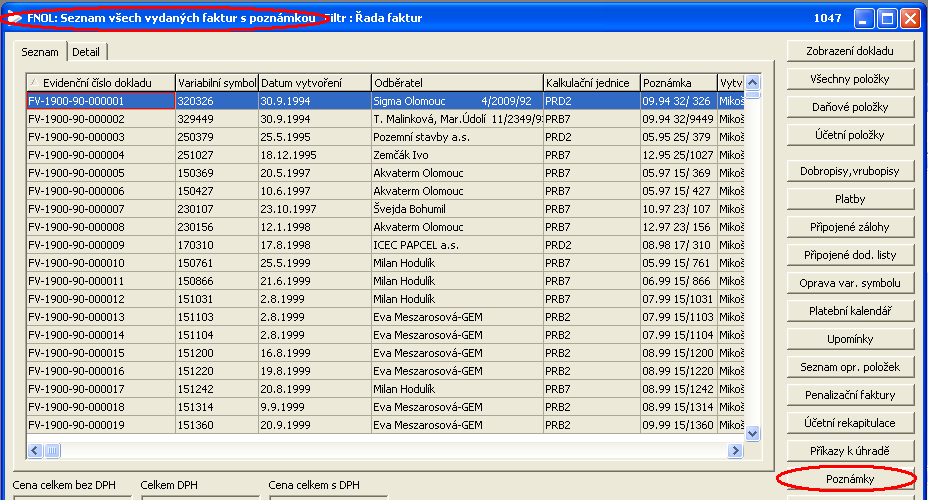 FNOL: Seznam všech vydaných faktur s poznámkou Filtr : Řada faktur 1047
Seznam Detail
Evidenční číslo dokladu Variabilní symbol Datum vytvoření Odběratel Kalkulační jednice Poznámka Vytv
FV-1900-90-000001 320326 30.9.1994 Sigma Olomouc 4/2009/92 PRD2 09.94 32/ 326 Mikoš
FV-1900-90-000002 329449 30.9.1994 T. Malinková, Mar.Údolí 11/2349/9 PRB7 09.94 32/9449 Mikoš
FV-1900-90-000003 250379 25.5.1995 Pozemní stavby a.s. PRD2 05.95 25/ 379 Mikoš
FV-1900-90-000004 251027 18.12.1995 Zemčák Ivo PRB7 12.95 25/1027 Mikoš
FV-1900-90-000005 150369 20.5.1997 Akvaterm Olomouc PRB7 05.97 15/ 369 Mikoš
FV-1900-90-000006 150427 10.6.1997 Akvaterm Olomouc PRB7 05.97 15/ 427 Mikoš
FV-1900-90-000007 230107 23.10.1997 Švejda Bohumil PRB7 10.97 23/ 107 Mikoš
FV-1900-90-000008 230156 12.1.1998 Akvaterm Olomouc PRB7 12.97 23/ 156 Mikoš
FV-1900-90-000009 170310 17.8.1998 ICEC PAPCEL a.s. PRD2 08.98 17/ 310 Mikoš
FV-1900-90-000010 150761 25.5.1999 Milan Hodulík PRB7 05.99 15/ 761 Mikoš
FV-1900-90-000011 150866 21.6.1999 Milan Hodulík PRB7 06.99 15/ 866 Mikoš
FV-1900-90-000012 151031 2.8.1999 Milan Hodulík PRB7 07.99 15/1031 Mikoš
FV-1900-90-000013 151103 2.8.1999 Eva Meszarosová-GEM PRB2 07.99 15/1103 Mikoš
FV-1900-90-000014 151104 2.8.1999 Eva Meszarosová-GEM PRB2 07.99 15/1104 Mikoš
FV-1900-90-000015 151200 16.8.1999 Eva Meszarosová-GEM PRB2 08.99 15/1200 Mikoš
FV-1900-90-000016 151220 19.8.1999 Eva Meszarosová-GEM PRB2 08.99 15/1220 Mikoš
FV-1900-90-000017 151242 20.8.1999 Milan Hodulík PRB7 08.99 15/1242 Mikoš
FV-1900-90-000018 151314 9.9.1999 Eva Meszarosová-GEM PRB2 08.99 15/1314 Mikoš
FV-1900-90-000019 151360 20.9.1999 Eva Meszarosová-GEM PRB2 09.99 15/1360 Mikoš
Cena celkem bez DPH Celkem DPH Cena celkem s DPH
Zobrazení dokladu
Všechny položky
Daňové položky
Účetní položky
Dobropisy,vrubopisy
Platby
Připojené zálohy
Připojené dod. listy
Oprava var. symbolu
Platební kalendář
Upomínky
Seznam opr. položek
Penalizační faktury
Účetní rekapitulace
Příkazy k úhradě
Poznámky